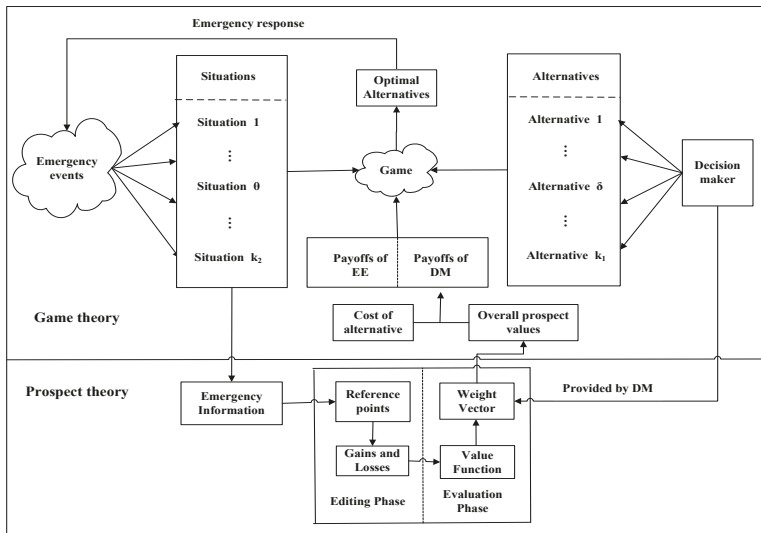 Emergency response
Situations
Situation 1
⋮
Situation θ
⋮
Situation k₂
Emergency
events
Optimal
Alternatives
Game
Alternatives
Alternative 1
⋮
Alternative δ
⋮
Alternative k₁
Decision
maker
Payoffs of
EE
Payoffs of
DM
Cost of
alternative
Overall prospect
values
Game theory
Prospect theory
Emergency
Information
Reference
points
Gains and
Losses
Editing Phase
Weight
Vector
Value
Function
Evaluation
Phase
Provided by DM